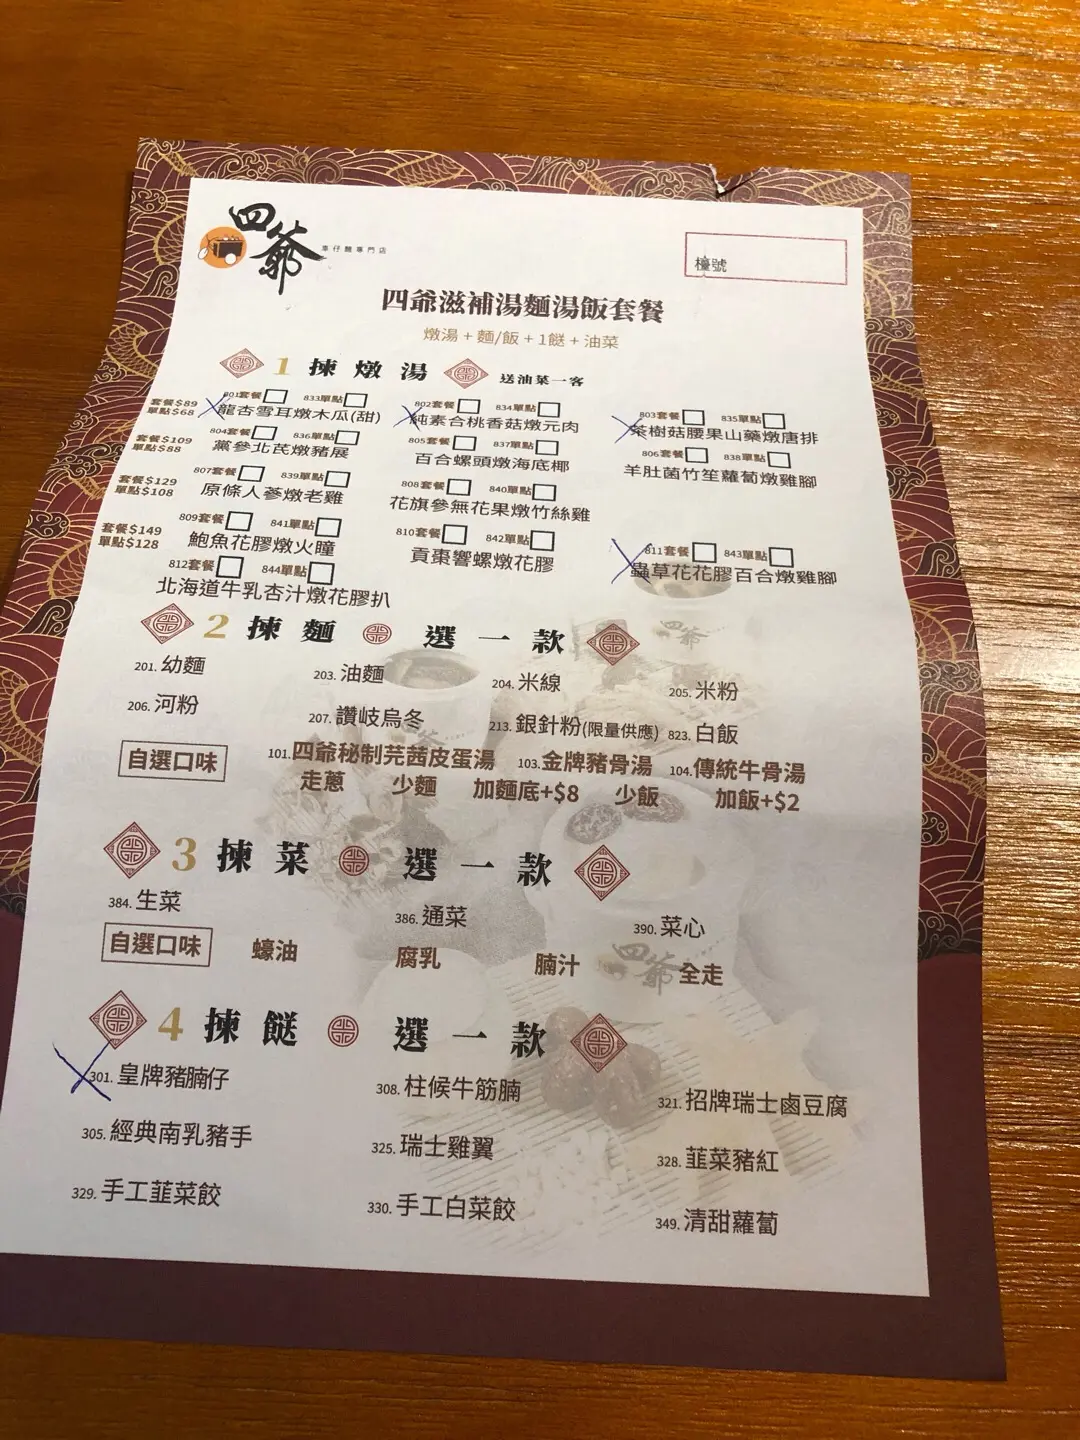 四爺
車仔麵專門店
檯號
四爺滋補湯麵湯飯套餐
燉湯 + 麵/飯 + 1餸 + 油菜
1 揀燉湯 送油菜一客
套餐$89
單點$68
801套餐 833單點
龍杏雪耳燉木瓜(甜)
802套餐 834單點
純素合桃香菇燉元肉
803套餐 835單點
茶樹菇腰果山藥燉唐排
套餐$109
單點$88
804套餐 836單點
黨參北芪燉豬展
805套餐 837單點
百合螺頭燉海底椰
806套餐 838單點
羊肚菌竹笙蘿蔔燉雞腳
套餐$129
單點$108
807套餐 839單點
原條人蔘燉老雞
808套餐 840單點
花旗參無花果燉竹絲雞
套餐$149
單點$128
809套餐 841單點
鮑魚花膠燉火瞳
810套餐 842單點
貢棗響螺燉花膠
811套餐 843單點
蟲草花花膠百合燉雞腳
812套餐 844單點
北海道牛乳杏汁燉花膠扒
2 揀麵 選一款
201. 幼麵 203. 油麵 204. 米線 205. 米粉
206. 河粉 207. 讚岐烏冬 213. 銀針粉(限量供應) 823. 白飯
自選口味 101. 四爺秘制芫茜皮蛋湯 103. 金牌豬骨湯 104. 傳統牛骨湯
走蔥 少麵 加麵底+$8 少飯 加飯+$2
3 揀菜 選一款
384. 生菜 386. 通菜 390. 菜心
自選口味 蠔油 腐乳 腩汁 全走
四爺
4 揀餸 選一款
301. 皇牌豬腩仔 308. 柱候牛筋腩 321. 招牌瑞士鹵豆腐
305. 經典南乳豬手 325. 瑞士雞翼 328. 韮菜豬紅
329. 手工韮菜餃 330. 手工白菜餃 349. 清甜蘿蔔